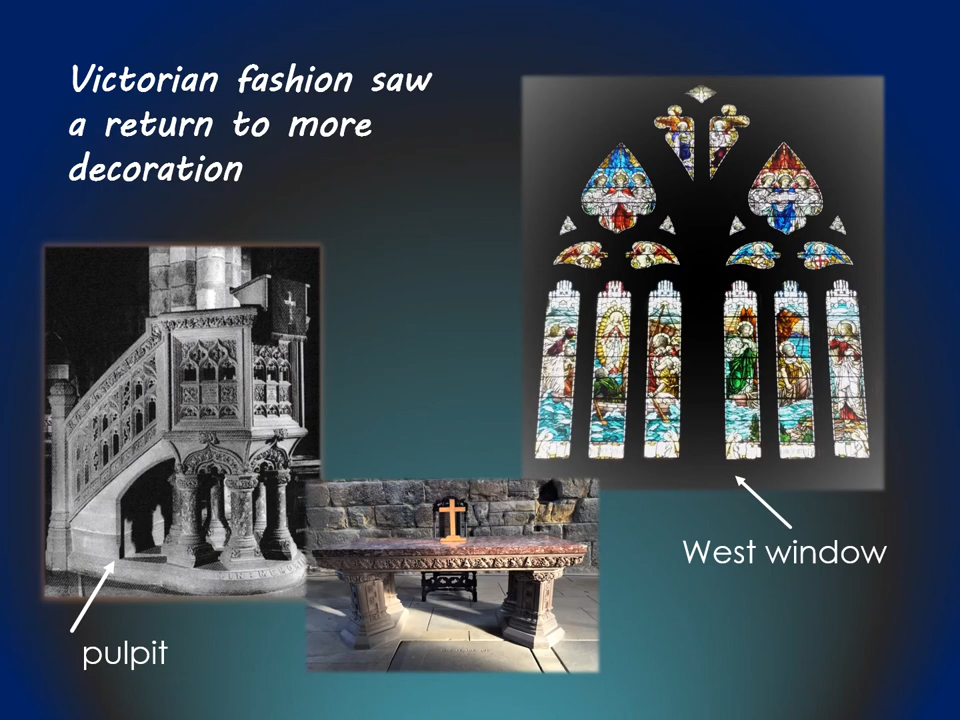 Victorian fashion saw
a return to more
decoration
West window
pulpit